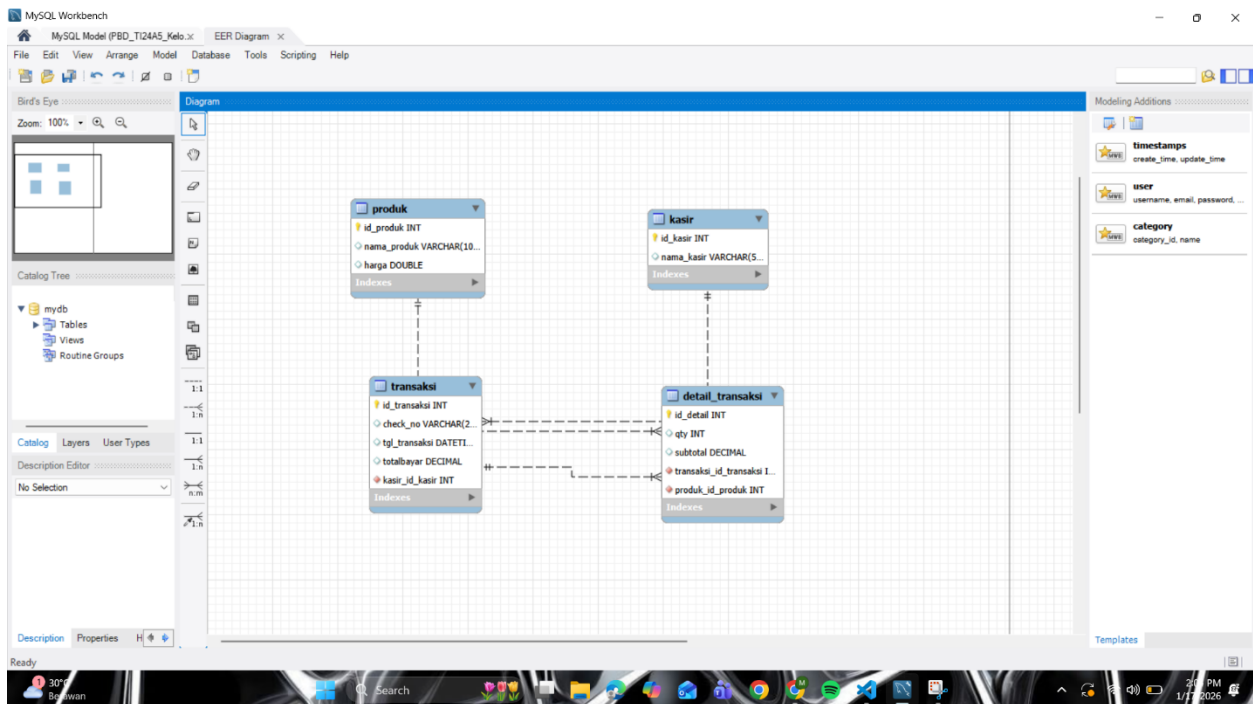 MySQL Workbench
MySQL Model (PBD_TI24A5_Kelo.x
EER Diagram ×
File Edit View Arrange Model Database Tools Scripting Help
Bird's Eye
Zoom: 100%
Diagram
Modeling Additions
timestamps
create_time, update_time
user
username, email, password, ...
category
category_id, name
produk
id_produk INT
nama_produk VARCHAR(10...
harga DOUBLE
Indexes
kasir
id_kasir INT
nama_kasir VARCHAR(5...
Indexes
Catalog Tree
mydb
Tables
Views
Routine Groups
transaksi
id_transaksi INT
check_no VARCHAR(2...
tgl_transaksi DATETI...
totalbayar DECIMAL
kasir_id_kasir INT
Indexes
detail_transaksi
id_detail INT
qty INT
subtotal DECIMAL
transaksi_id_transaksi I...
produk_id_produk INT
Indexes
1:1
1:n
1:1
1:n
n:m
1:n
Catalog Layers User Types
Description Editor
No Selection
Description Properties H
Templates
Ready
1
30°C
Berawan
Search
PM
1/17/2026